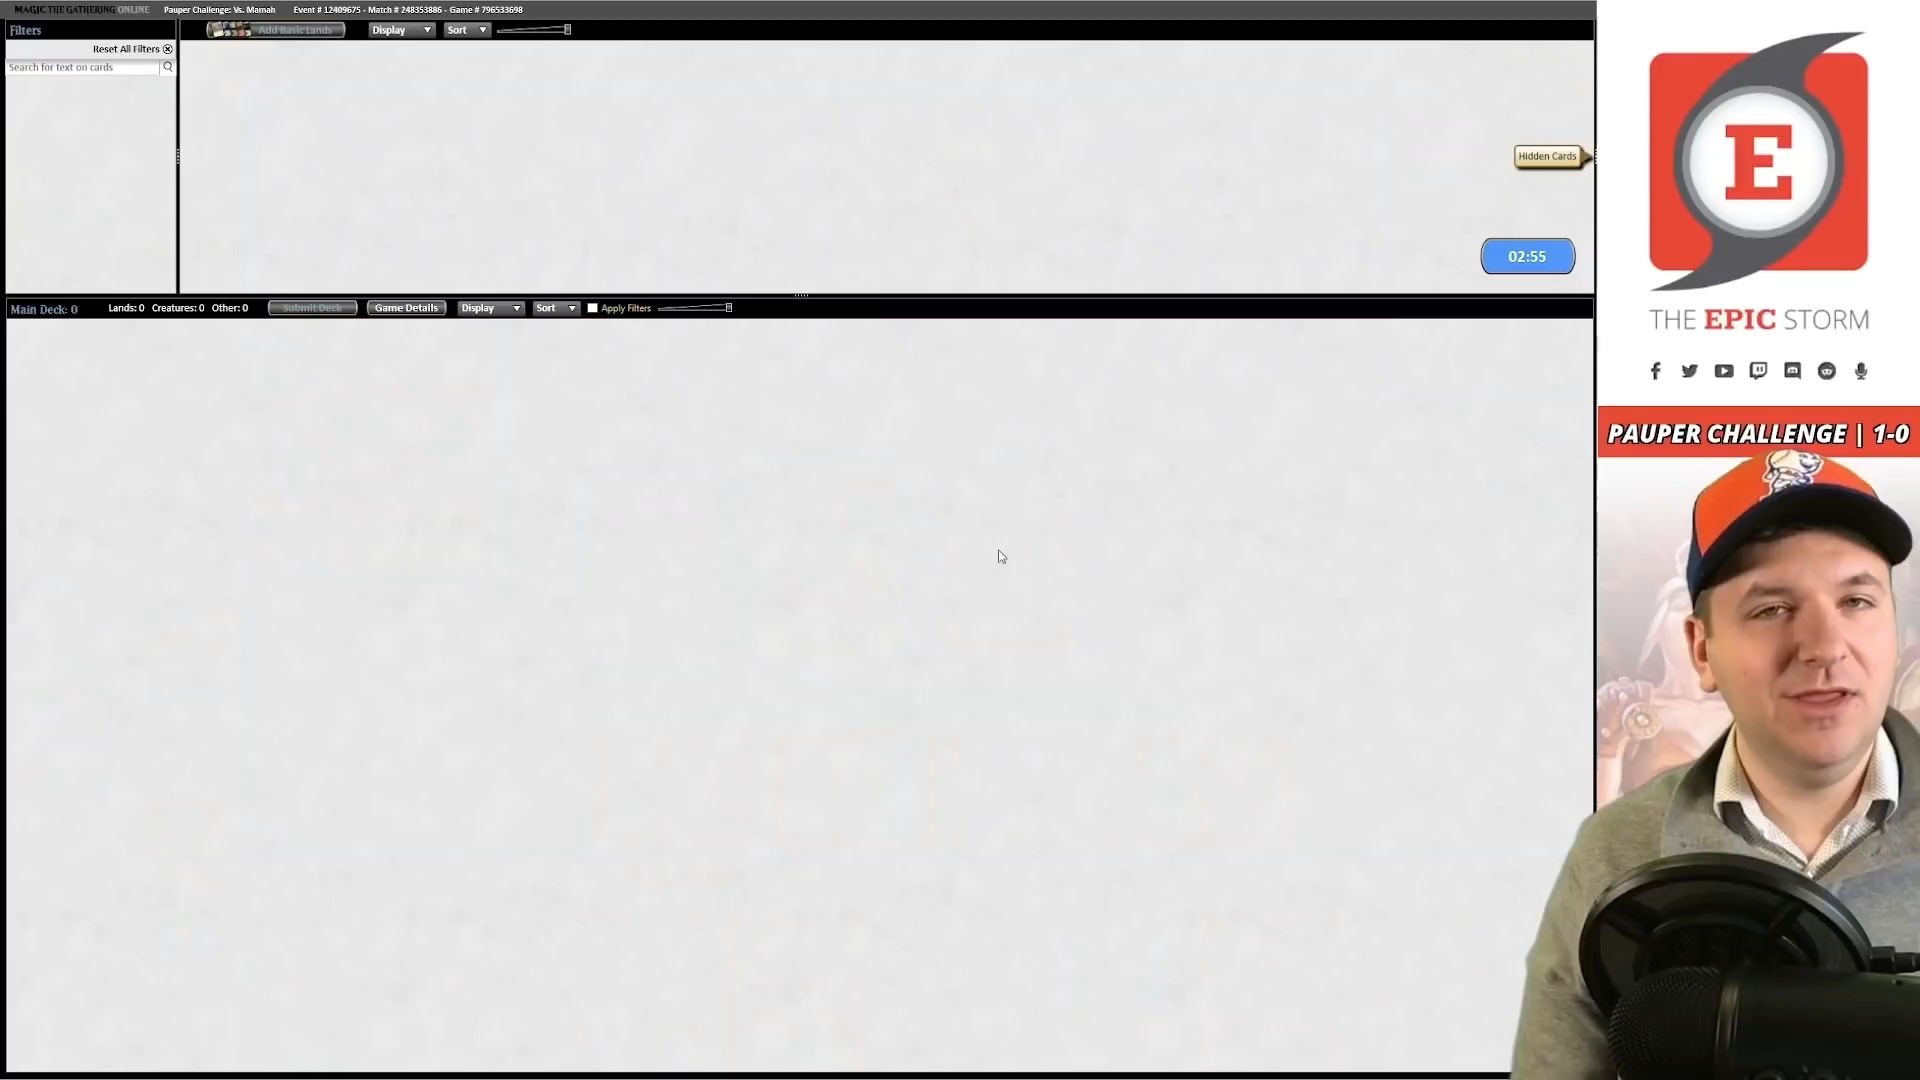 MAGIC THE GATHERING ONLINE Pauper Challenge: Vs. Mamah Event # 12409675 - Match # 248353886 - Game # 796533698
Filters
Add Basic Lands Display Sort
Reset All Filters
Search for text on cards
Hidden Cards
02:55
Main Deck: 0 Lands: 0 Creatures: 0 Other: 0 Submit Deck Game Details Display Sort Apply Filters
E
THE EPIC STORM
PAUPER CHALLENGE | 1-0